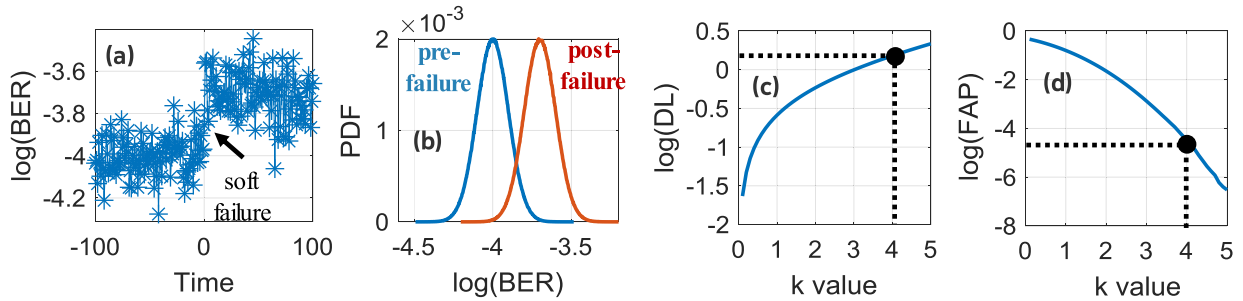 (a)
log(BER)
-3.6
-3.8
-4
-4.2
soft
failure
-100
0
100
Time
×10⁻³
2
1
0
PDF
pre-
failure
post-
failure
(b)
-4.5
-4
-3.5
log(BER)
0.5
0
-0.5
-1
-1.5
-2
log(DL)
(c)
0 1 2 3 4 5
k value
0
-2
-4
-6
-8
log(FAP)
(d)
0 1 2 3 4 5
k value